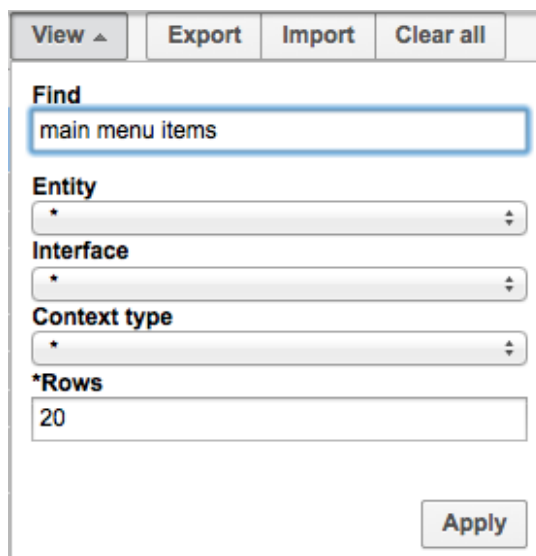 View Export Import Clear all
Find
main menu items
Entity
*
Interface
*
Context type
*
*Rows
20
Apply